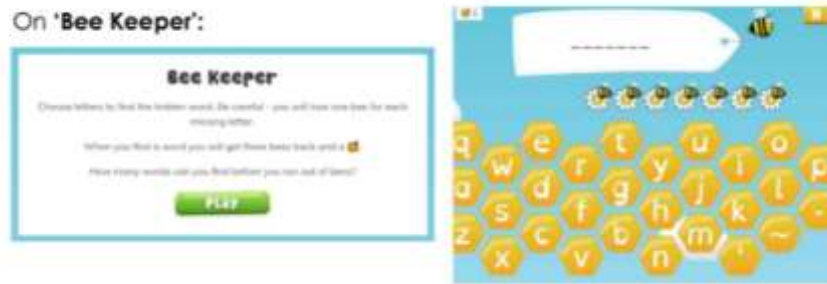 On 'Bee Keeper':
Bee Keeper
Choose letters to find the hidden word. Be careful - you will lose one bee for each
missing letter.
When you find a word you will get three bees back and a
How many words can you find before you run out of bees?
Play
q e t u o
w r y i p
a d g j l
s f h k -
z c b m ~
x v n '